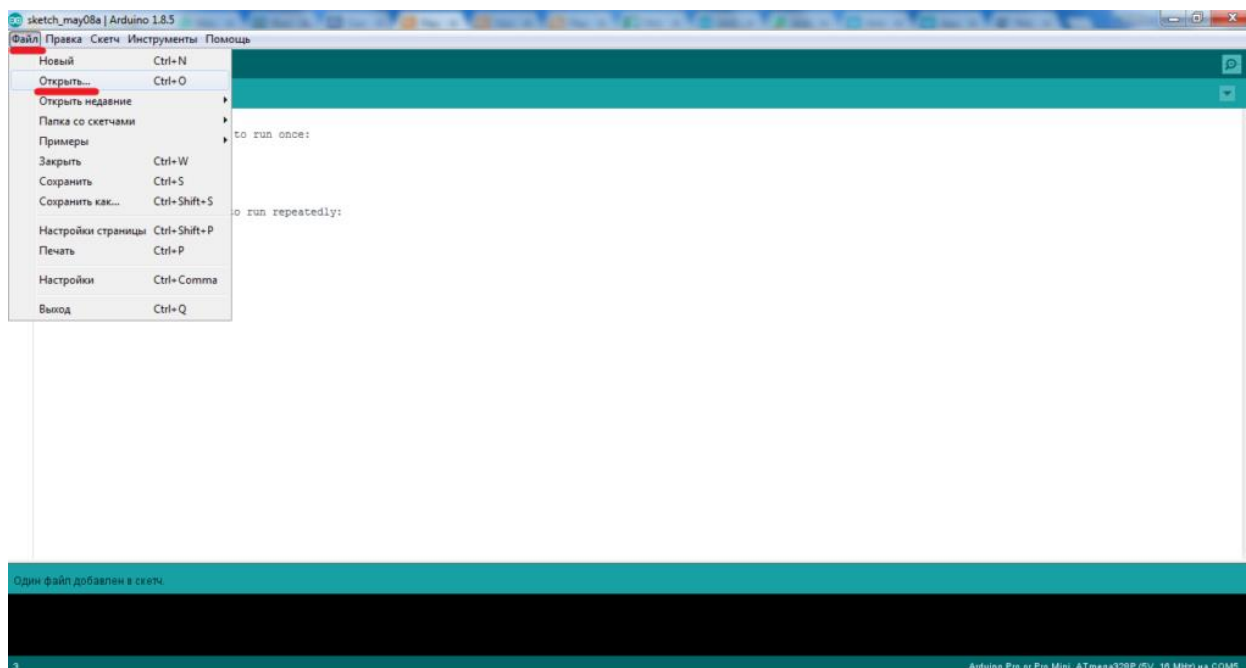 sketch_may08a | Arduino 1.8.5
Файл Правка Скетч Инструменты Помощь
Новый Ctrl+N
Открыть... Ctrl+O
Открыть недавние
Папка со скетчами
Примеры
to run once:
Закрыть Ctrl+W
Сохранить Ctrl+S
Сохранить как... Ctrl+Shift+S
o run repeatedly:
Настройки страницы Ctrl+Shift+P
Печать Ctrl+P
Настройки Ctrl+Comma
Выход Ctrl+Q
Один файл добавлен в скетч.
3 Arduino Pro or Pro Mini, ATmega328P (5V, 16 MHz) на COM5